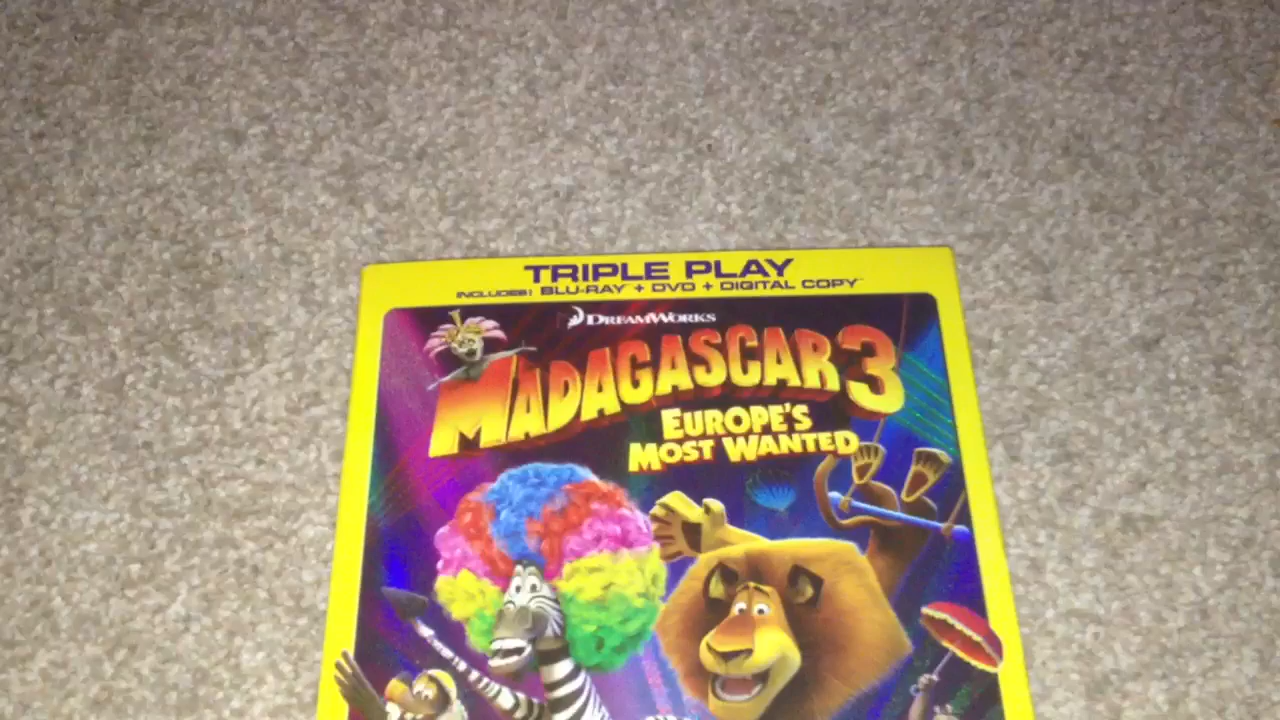 TRIPLE PLAY
INCLUDES: BLU-RAY + DVD + DIGITAL COPY
DREAMWORKS
MADAGASCAR 3
EUROPE'S
MOST WANTED